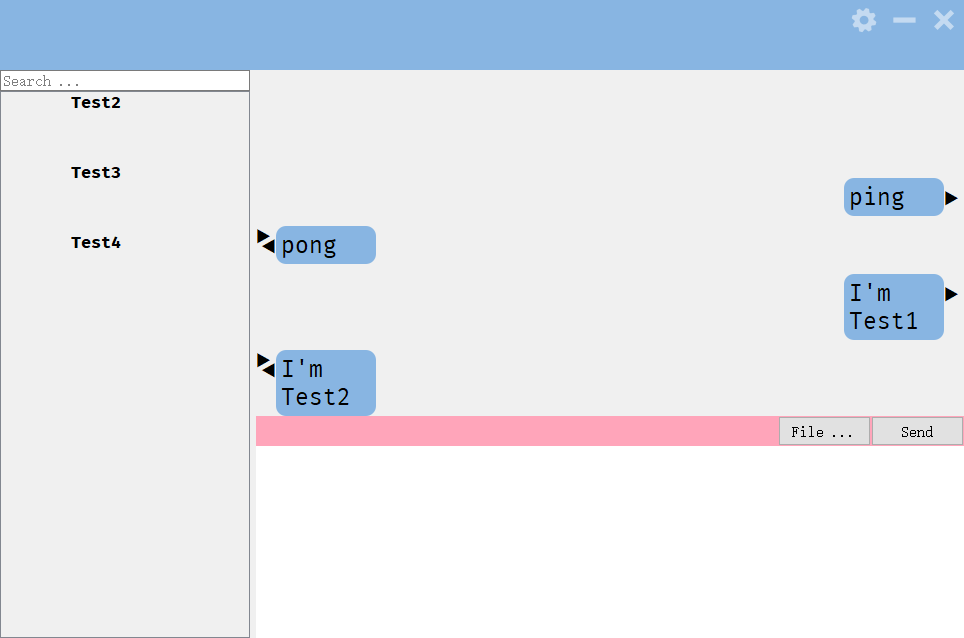 Search ...
Test2
Test3
Test4
ping
pong
I'm
Test1
I'm
Test2
File ...
Send